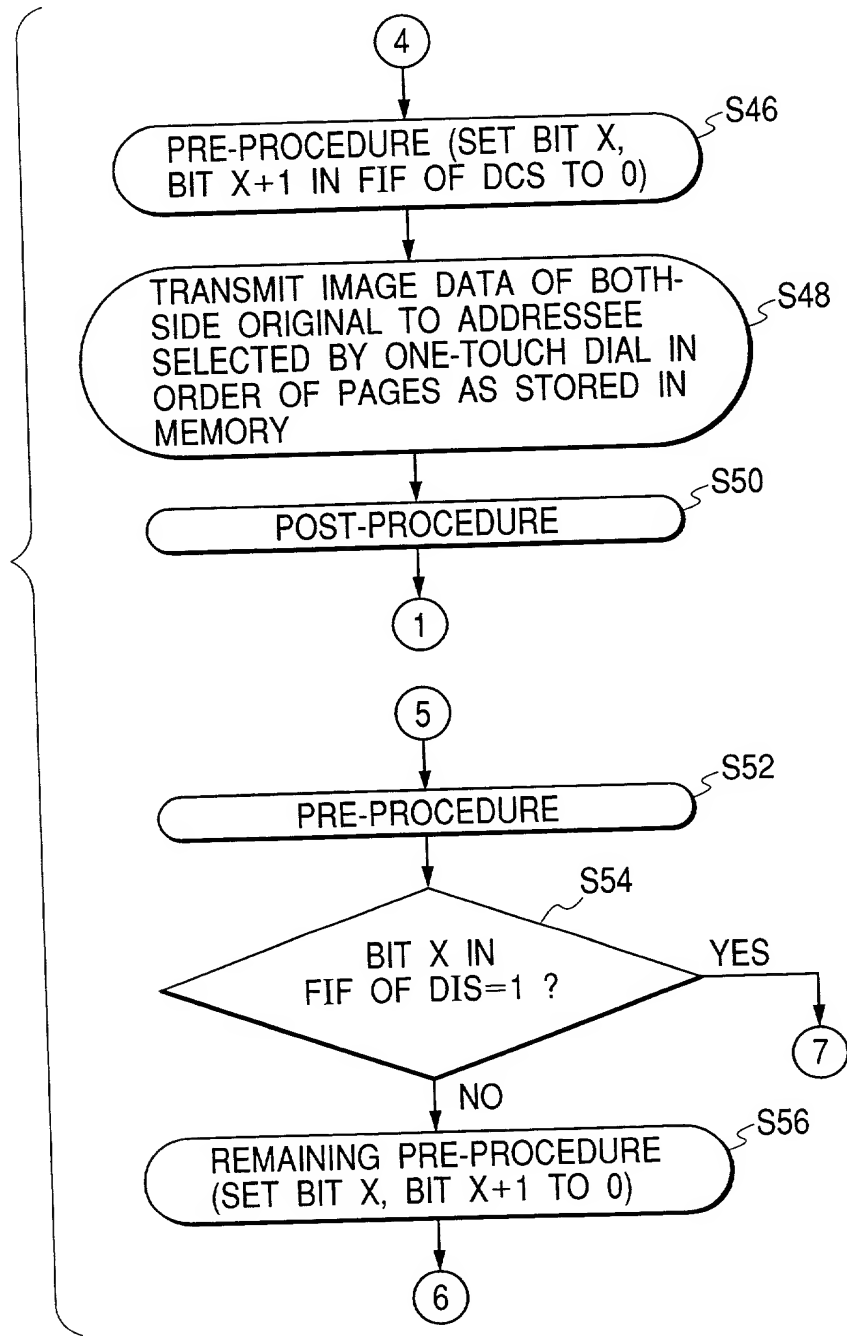 4
S46
PRE-PROCEDURE (SET BIT X,
BIT X+1 IN FIF OF DCS TO 0)
S48
TRANSMIT IMAGE DATA OF BOTH-
SIDE ORIGINAL TO ADDRESSEE
SELECTED BY ONE-TOUCH DIAL IN
ORDER OF PAGES AS STORED IN
MEMORY
S50
POST-PROCEDURE
1
5
S52
PRE-PROCEDURE
S54
BIT X IN
FIF OF DIS=1 ?
YES
7
NO
S56
REMAINING PRE-PROCEDURE
(SET BIT X, BIT X+1 TO 0)
6